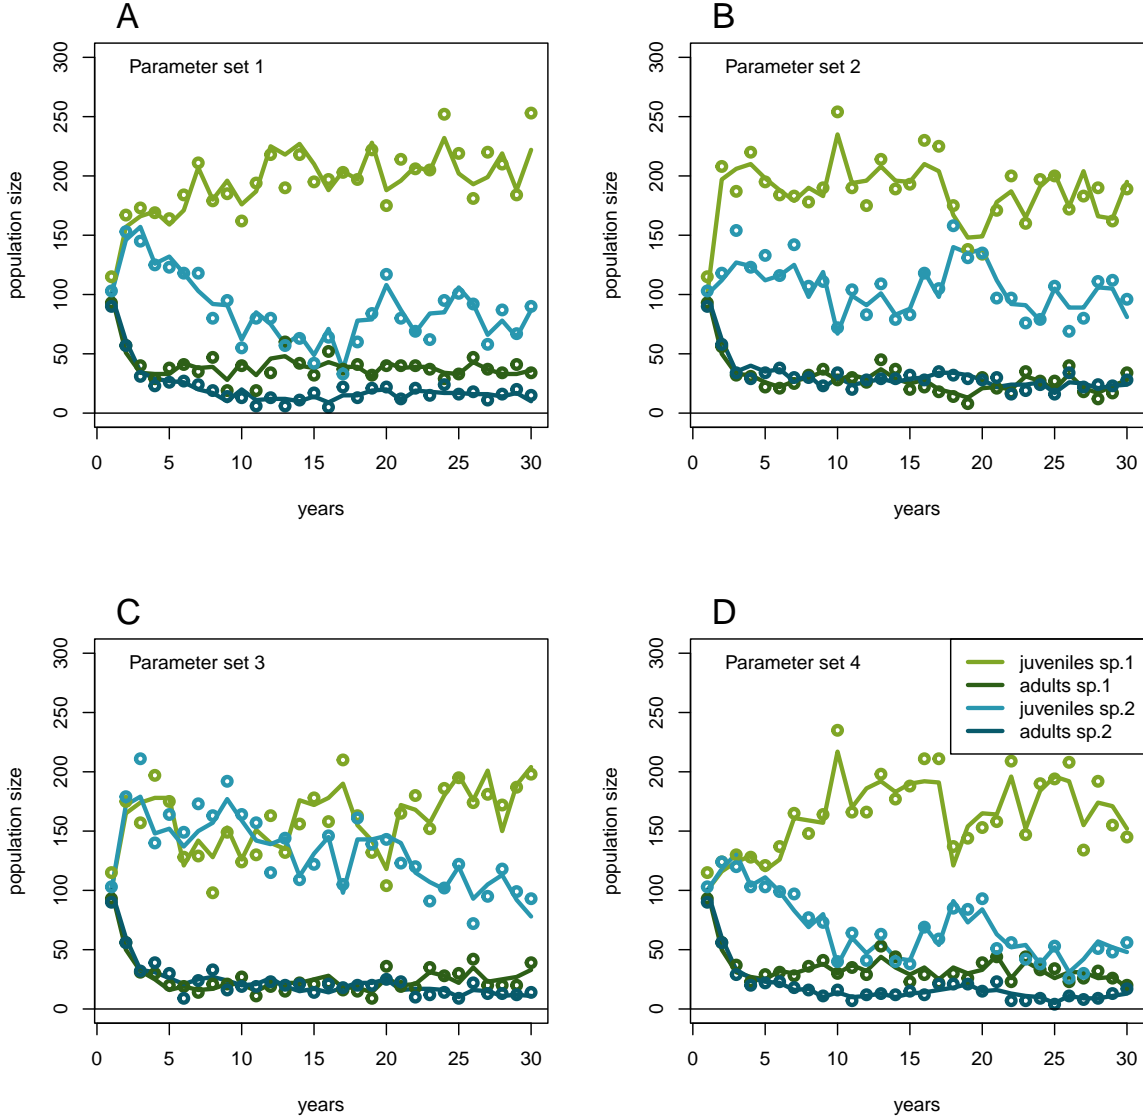 A
Parameter set 1
population size
300
250
200
150
100
50
0
0 5 10 15 20 25 30
years
B
Parameter set 2
population size
300
250
200
150
100
50
0
0 5 10 15 20 25 30
years
C
Parameter set 3
population size
300
250
200
150
100
50
0
0 5 10 15 20 25 30
years
D
Parameter set 4
juveniles sp.1
adults sp.1
juveniles sp.2
adults sp.2
population size
300
250
200
150
100
50
0
0 5 10 15 20 25 30
years